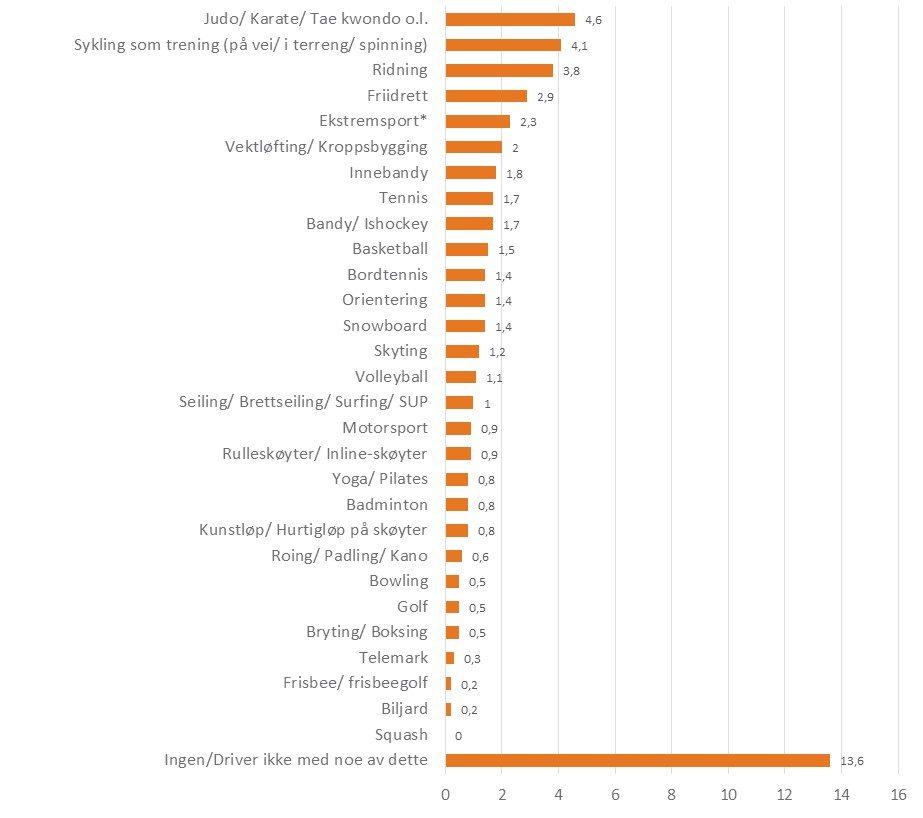 Judo/ Karate/ Tae kwondo o.l. 4,6
Sykling som trening (på vei/ i terreng/ spinning) 4,1
Ridning 3,8
Friidrett 2,9
Ekstremsport* 2,3
Vektløfting/ Kroppsbygging 2
Innebandy 1,8
Tennis 1,7
Bandy/ Ishockey 1,7
Basketball 1,5
Bordtennis 1,4
Orientering 1,4
Snowboard 1,4
Skyting 1,2
Volleyball 1,1
Seiling/ Brettseiling/ Surfing/ SUP 1
Motorsport 0,9
Rulleskøyter/ Inline-skøyter 0,9
Yoga/ Pilates 0,8
Badminton 0,8
Kunstløp/ Hurtigløp på skøyter 0,8
Roing/ Padling/ Kano 0,6
Bowling 0,5
Golf 0,5
Bryting/ Boksing 0,5
Telemark 0,3
Frisbee/ frisbeegolf 0,2
Biljard 0,2
Squash 0
Ingen/Driver ikke med noe av dette 13,6
0 2 4 6 8 10 12 14 16